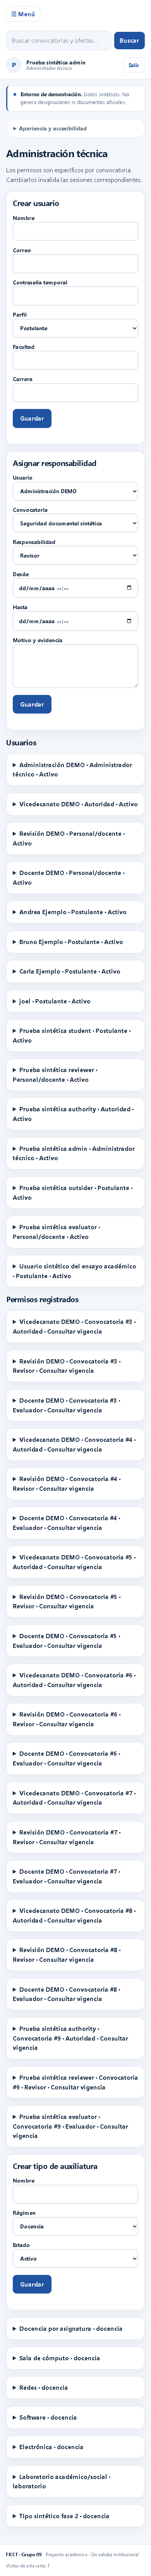 ☰ Menú
Buscar convocatorias y ofertas...
Buscar
P
Prueba sintética admin
Administrador técnico
Salir
Entorno de demostración. Datos sintéticos. No
genera designaciones ni documentos oficiales.
▸ Apariencia y accesibilidad
Administración técnica
Los permisos son específicos por convocatoria.
Cambiarlos invalida las sesiones correspondientes.
Crear usuario
Nombre
Correo
Contraseña temporal
Perfil
Postulante
Facultad
Carrera
Guardar
Asignar responsabilidad
Usuario
Administración DEMO
Convocatoria
Seguridad documental sintética
Responsabilidad
Revisor
Desde
dd/mm/aaaa --:--
Hasta
dd/mm/aaaa --:--
Motivo y evidencia
Guardar
Usuarios
▸ Administración DEMO · Administrador
técnico · Activo
▸ Vicedecanato DEMO · Autoridad · Activo
▸ Revisión DEMO · Personal/docente ·
Activo
▸ Docente DEMO · Personal/docente ·
Activo
▸ Andrea Ejemplo · Postulante · Activo
▸ Bruno Ejemplo · Postulante · Activo
▸ Carla Ejemplo · Postulante · Activo
▸ joel · Postulante · Activo
▸ Prueba sintética student · Postulante ·
Activo
▸ Prueba sintética reviewer ·
Personal/docente · Activo
▸ Prueba sintética authority · Autoridad ·
Activo
▸ Prueba sintética admin · Administrador
técnico · Activo
▸ Prueba sintética outsider · Postulante ·
Activo
▸ Prueba sintética evaluator ·
Personal/docente · Activo
▸ Usuario sintético del ensayo académico
· Postulante · Activo
Permisos registrados
▸ Vicedecanato DEMO · Convocatoria #3 ·
Autoridad · Consultar vigencia
▸ Revisión DEMO · Convocatoria #3 ·
Revisor · Consultar vigencia
▸ Docente DEMO · Convocatoria #3 ·
Evaluador · Consultar vigencia
▸ Vicedecanato DEMO · Convocatoria #4 ·
Autoridad · Consultar vigencia
▸ Revisión DEMO · Convocatoria #4 ·
Revisor · Consultar vigencia
▸ Docente DEMO · Convocatoria #4 ·
Evaluador · Consultar vigencia
▸ Vicedecanato DEMO · Convocatoria #5 ·
Autoridad · Consultar vigencia
▸ Revisión DEMO · Convocatoria #5 ·
Revisor · Consultar vigencia
▸ Docente DEMO · Convocatoria #5 ·
Evaluador · Consultar vigencia
▸ Vicedecanato DEMO · Convocatoria #6 ·
Autoridad · Consultar vigencia
▸ Revisión DEMO · Convocatoria #6 ·
Revisor · Consultar vigencia
▸ Docente DEMO · Convocatoria #6 ·
Evaluador · Consultar vigencia
▸ Vicedecanato DEMO · Convocatoria #7 ·
Autoridad · Consultar vigencia
▸ Revisión DEMO · Convocatoria #7 ·
Revisor · Consultar vigencia
▸ Docente DEMO · Convocatoria #7 ·
Evaluador · Consultar vigencia
▸ Vicedecanato DEMO · Convocatoria #8 ·
Autoridad · Consultar vigencia
▸ Revisión DEMO · Convocatoria #8 ·
Revisor · Consultar vigencia
▸ Docente DEMO · Convocatoria #8 ·
Evaluador · Consultar vigencia
▸ Prueba sintética authority ·
Convocatoria #9 · Autoridad · Consultar
vigencia
▸ Prueba sintética reviewer · Convocatoria
#9 · Revisor · Consultar vigencia
▸ Prueba sintética evaluator ·
Convocatoria #9 · Evaluador · Consultar
vigencia
Crear tipo de auxiliatura
Nombre
Régimen
Docencia
Estado
Activo
Guardar
▸ Docencia por asignatura · docencia
▸ Sala de cómputo · docencia
▸ Redes · docencia
▸ Software · docencia
▸ Electrónica · docencia
▸ Laboratorio académico/social ·
laboratorio
▸ Tipo sintético fase 2 · docencia
FKCT · Grupo 09 Proyecto académico · Sin validez institucional
Visitas de esta vista: 7